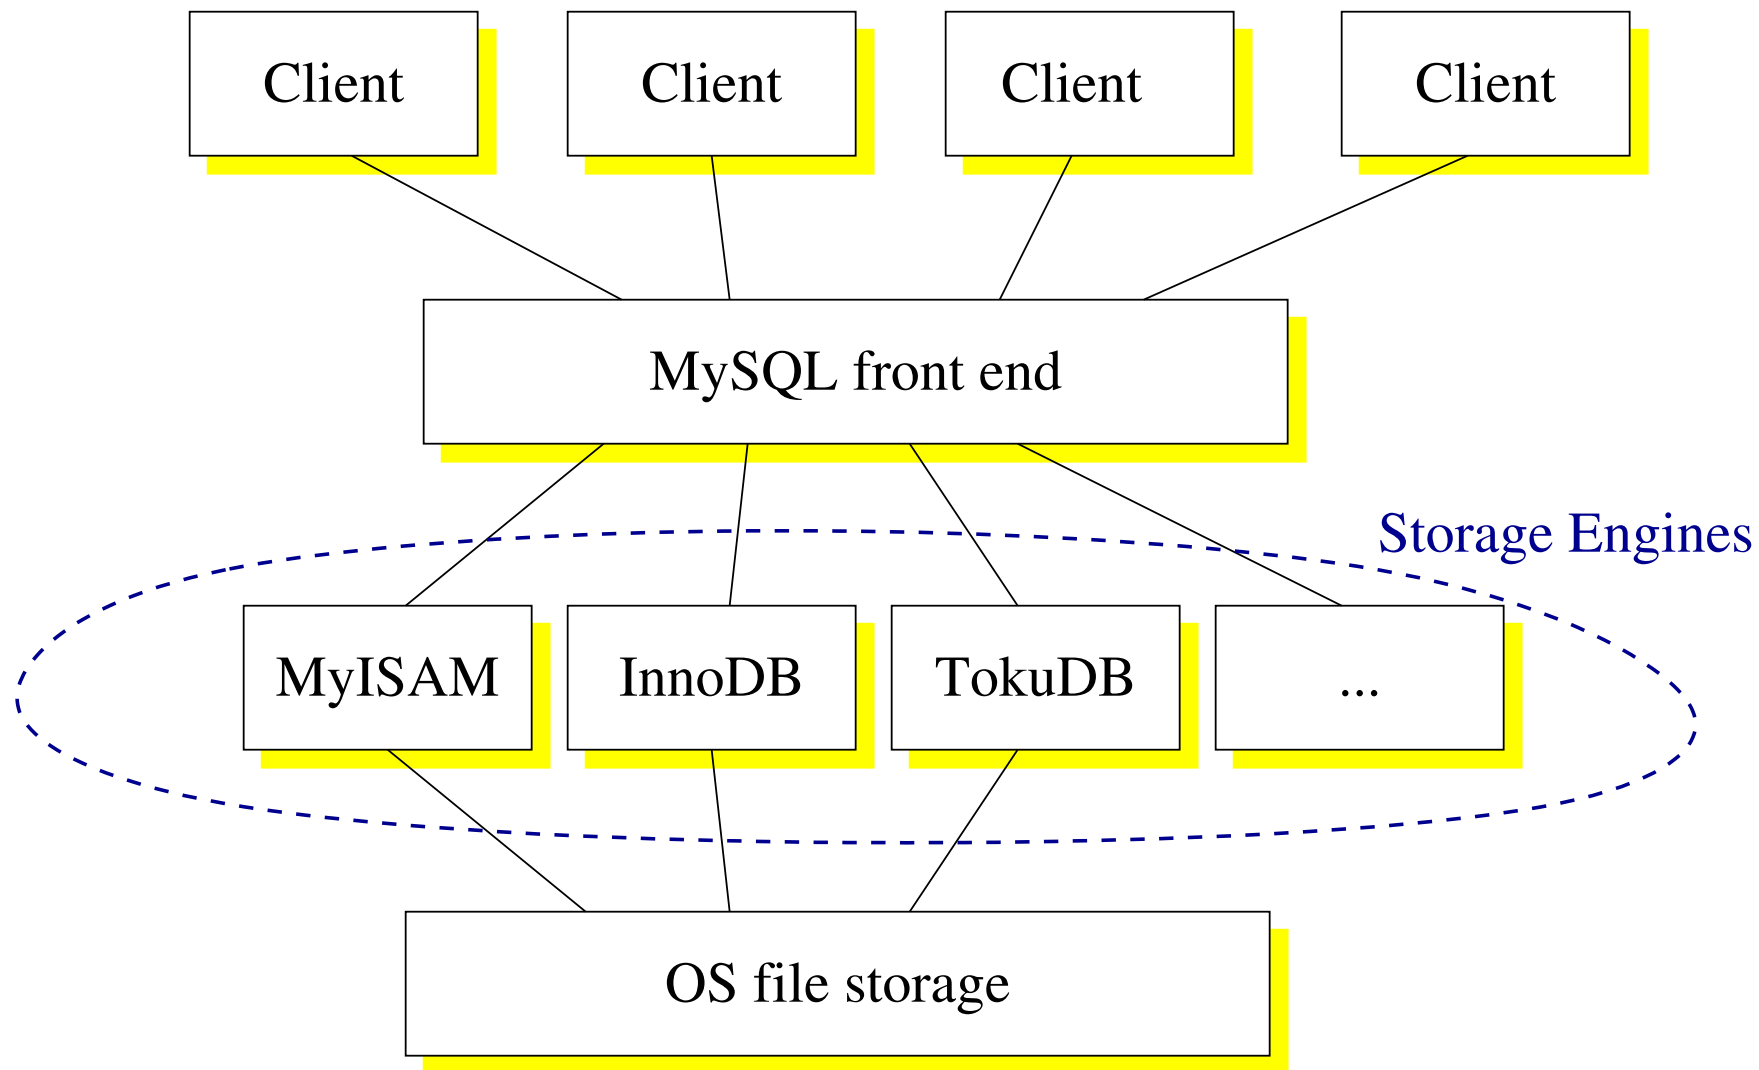 Client
Client
Client
Client
MySQL front end
Storage Engines
MyISAM
InnoDB
TokuDB
...
OS file storage